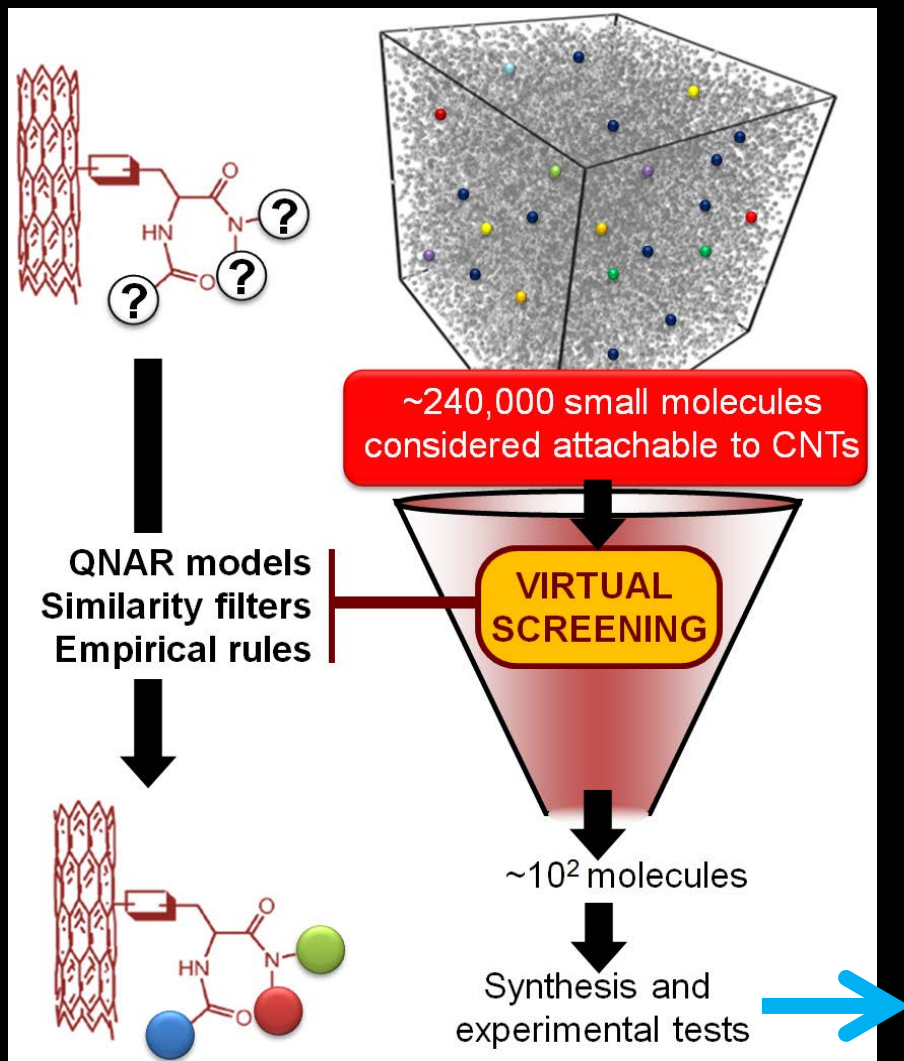 O
HN
N
O
?
?
?
~240,000 small molecules
considered attachable to CNTs
QNAR models
Similarity filters
Empirical rules
VIRTUAL
SCREENING
~10² molecules
O
HN
N
O
Synthesis and
experimental tests